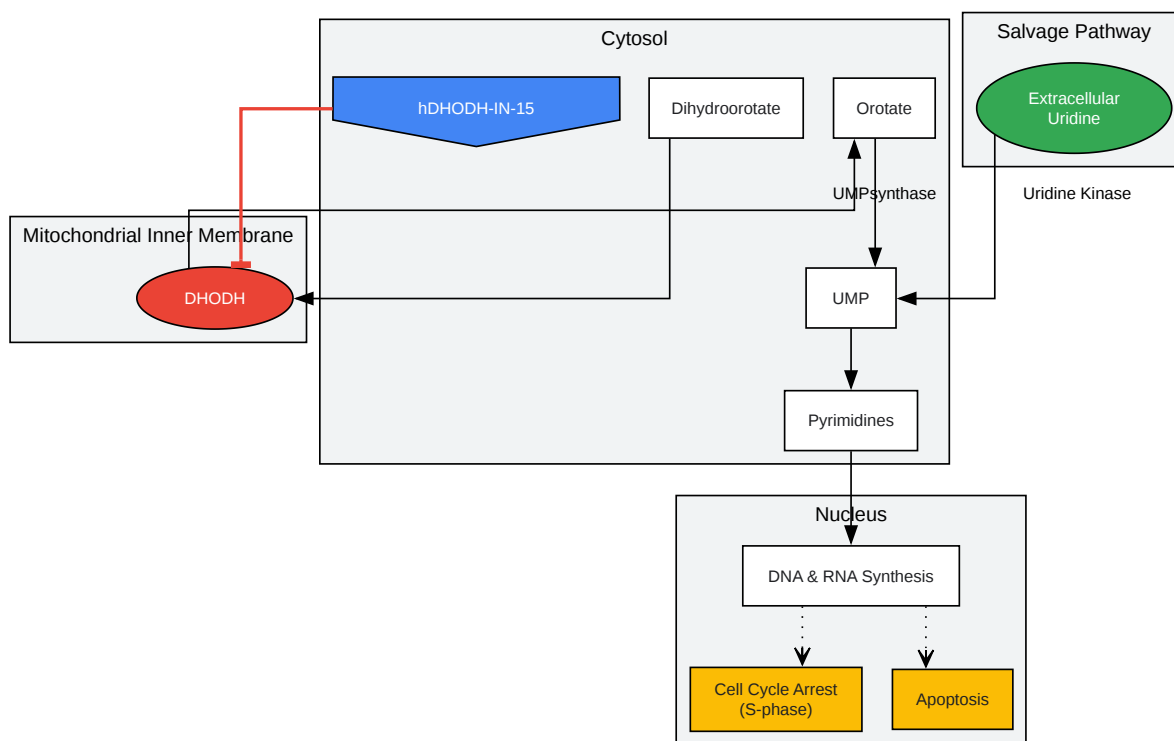 Cytosol
Salvage Pathway
hDHODH-IN-15
Dihydroorotate
Orotate
Extracellular
Uridine
UMPsynthase
Uridine Kinase
Mitochondrial Inner Membrane
DHODH
UMP
Pyrimidines
Nucleus
DNA & RNA Synthesis
Cell Cycle Arrest
(S-phase)
Apoptosis